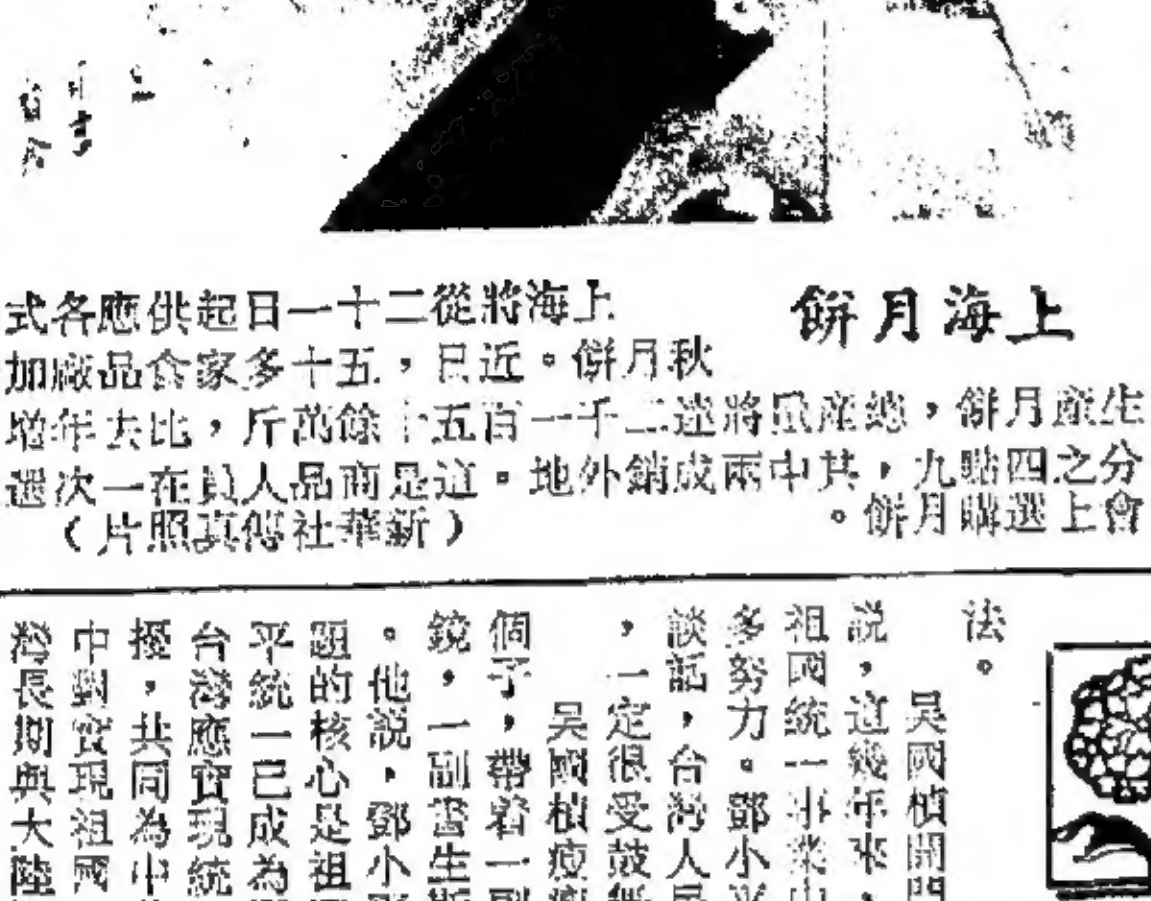 上海月餅
上海將從二十一日起供應各式
秋月餅。近日，五十多家食品廠加
生產月餅，總產量將達二千一百五十餘萬斤，比去年增
分之四點九，其中兩成銷外地。這是商品人員在一次選
會上選購月餅。
（新華社傳真照片）
法。
吳國楨開門
說，這幾年來，
祖國統一事業
多努力。鄧小平
談話，台灣人民
，一定很受鼓舞
吳國楨瘦
個子，帶着一副
鏡，一副書生
。他說，鄧小平
題的核心是祖
平統一已成為
台灣應實現統
擾，共同為中
中對實現祖國
灣長期與大陸